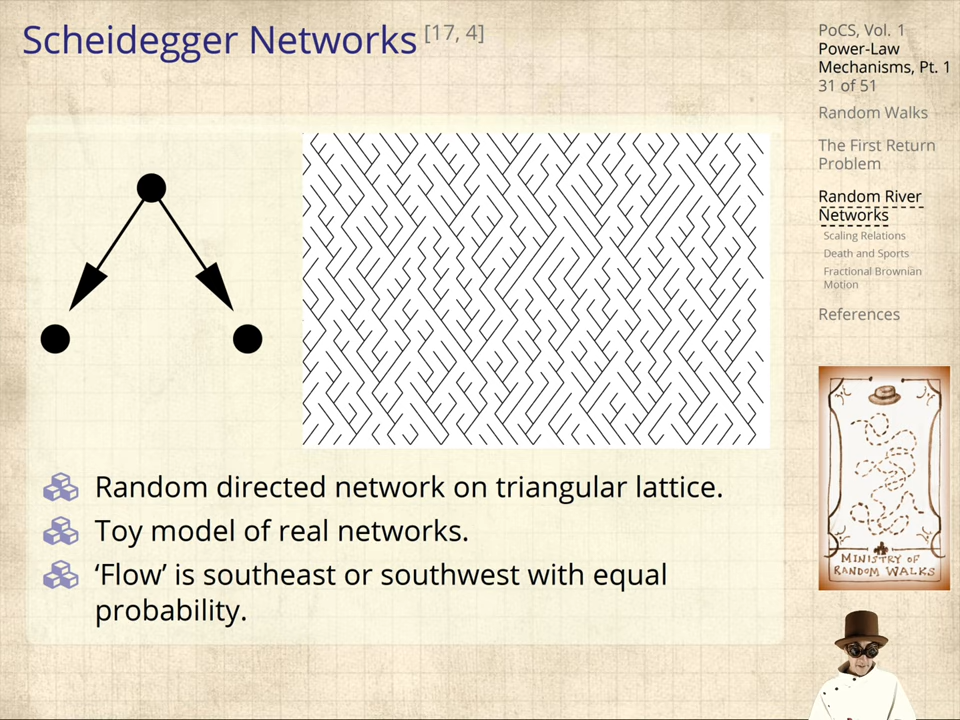 Scheidegger Networks [17, 4]
Random directed network on triangular lattice.
Toy model of real networks.
‘Flow’ is southeast or southwest with equal
probability.
PoCS, Vol. 1
Power-Law
Mechanisms, Pt. 1
31 of 51
Random Walks
The First Return
Problem
Random River
Networks
Scaling Relations
Death and Sports
Fractional Brownian
Motion
References
MINISTRY OF
RANDOM WALKS